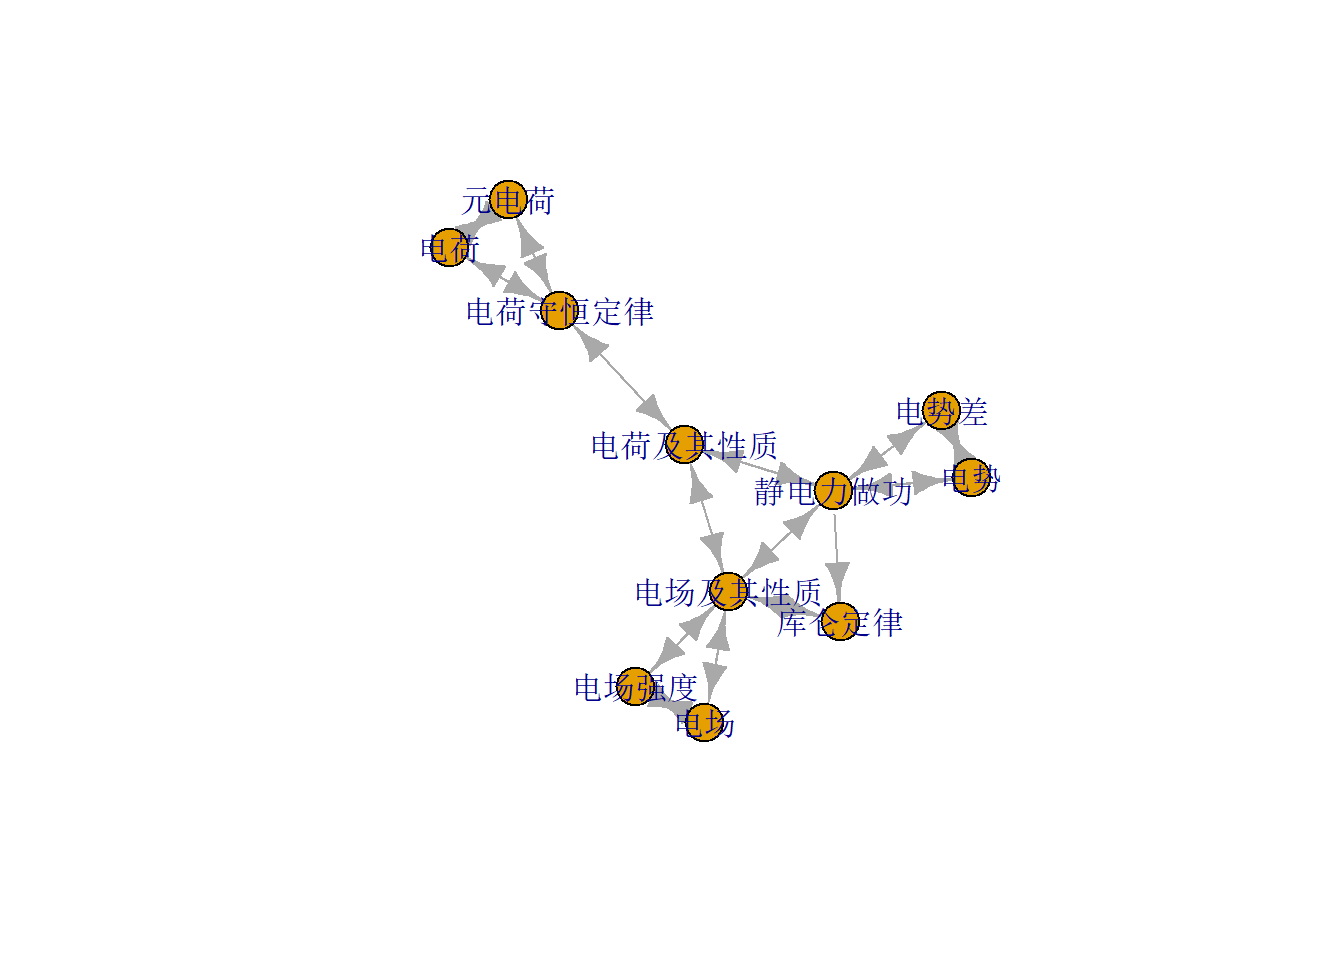 元电荷
电荷
电荷守恒定律
电势差
电荷及其性质
电势
静电力做功
电场及其性质
库仑定律
电场强度
电场